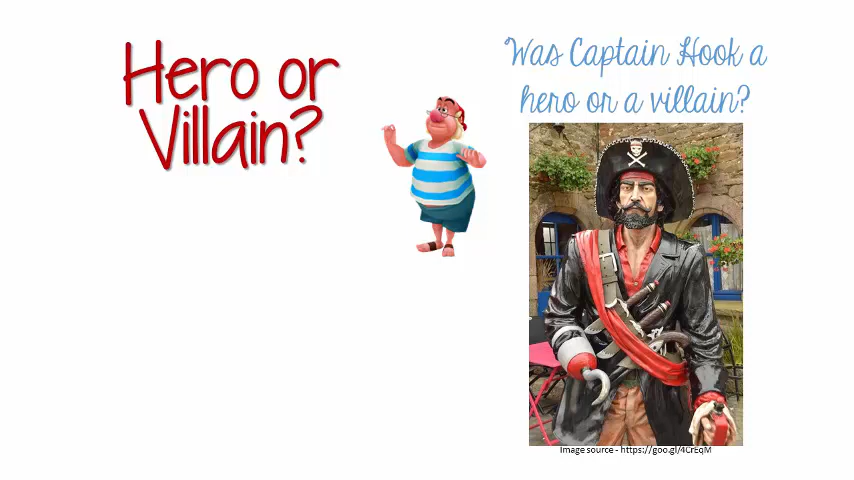 Hero or
Villain?
Was Captain Hook a
hero or a villain?
Image source - https://goo.gl/4CrEqM